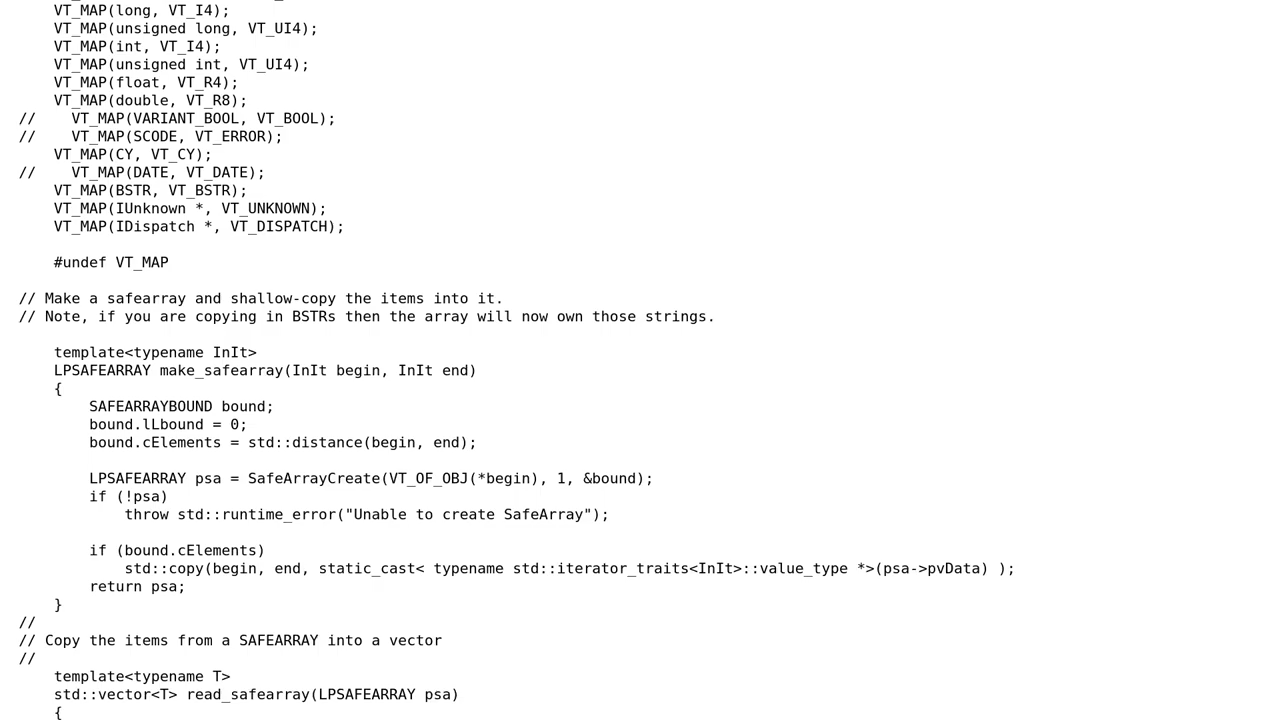 VT_MAP(long, VT_I4);
VT_MAP(unsigned long, VT_UI4);
VT_MAP(int, VT_I4);
VT_MAP(unsigned int, VT_UI4);
VT_MAP(float, VT_R4);
VT_MAP(double, VT_R8);
//    VT_MAP(VARIANT_BOOL, VT_BOOL);
//    VT_MAP(SCODE, VT_ERROR);
VT_MAP(CY, VT_CY);
//    VT_MAP(DATE, VT_DATE);
VT_MAP(BSTR, VT_BSTR);
VT_MAP(IUnknown *, VT_UNKNOWN);
VT_MAP(IDispatch *, VT_DISPATCH);
#undef VT_MAP
// Make a safearray and shallow-copy the items into it.
// Note, if you are copying in BSTRs then the array will now own those strings.
template<typename InIt>
LPSAFEARRAY make_safearray(InIt begin, InIt end)
{
SAFEARRAYBOUND bound;
bound.lLbound = 0;
bound.cElements = std::distance(begin, end);
LPSAFEARRAY psa = SafeArrayCreate(VT_OF_OBJ(*begin), 1, &bound);
if (!psa)
throw std::runtime_error("Unable to create SafeArray");
if (bound.cElements)
std::copy(begin, end, static_cast< typename std::iterator_traits<InIt>::value_type *>(psa->pvData) );
return psa;
}
//
// Copy the items from a SAFEARRAY into a vector
//
template<typename T>
std::vector<T> read_safearray(LPSAFEARRAY psa)
{